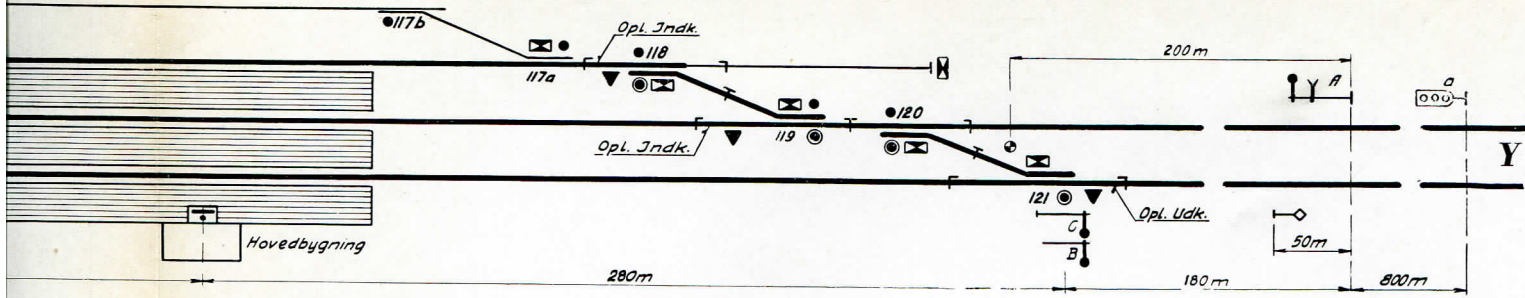 117b
Opl. Indk.
118
117a
200m
A
a
120
119
Opl. Indk.
Y
121
Opl. Udk.
C
B
50m
Hovedbygning
280m
180m
800m